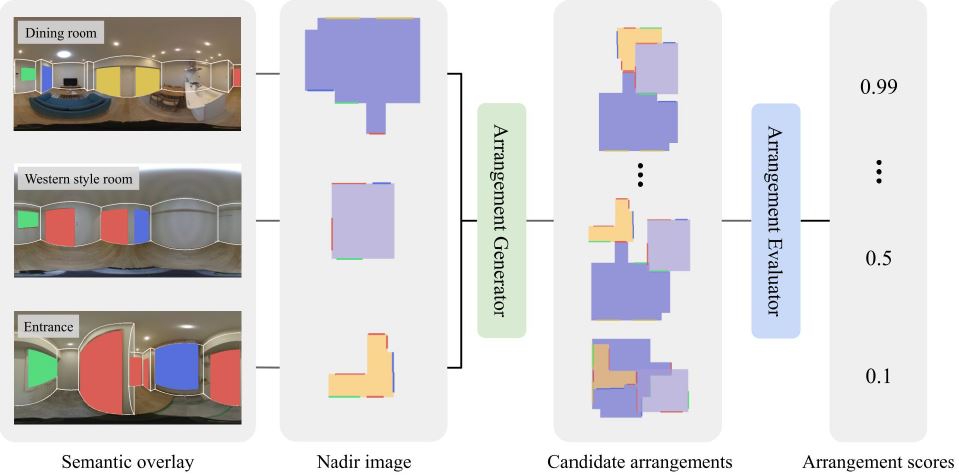 Dining room
Western style room
Entrance
Semantic overlay
Nadir image
Arrangement Generator
Candidate arrangements
Arrangement Evaluator
0.99
0.5
0.1
Arrangement scores